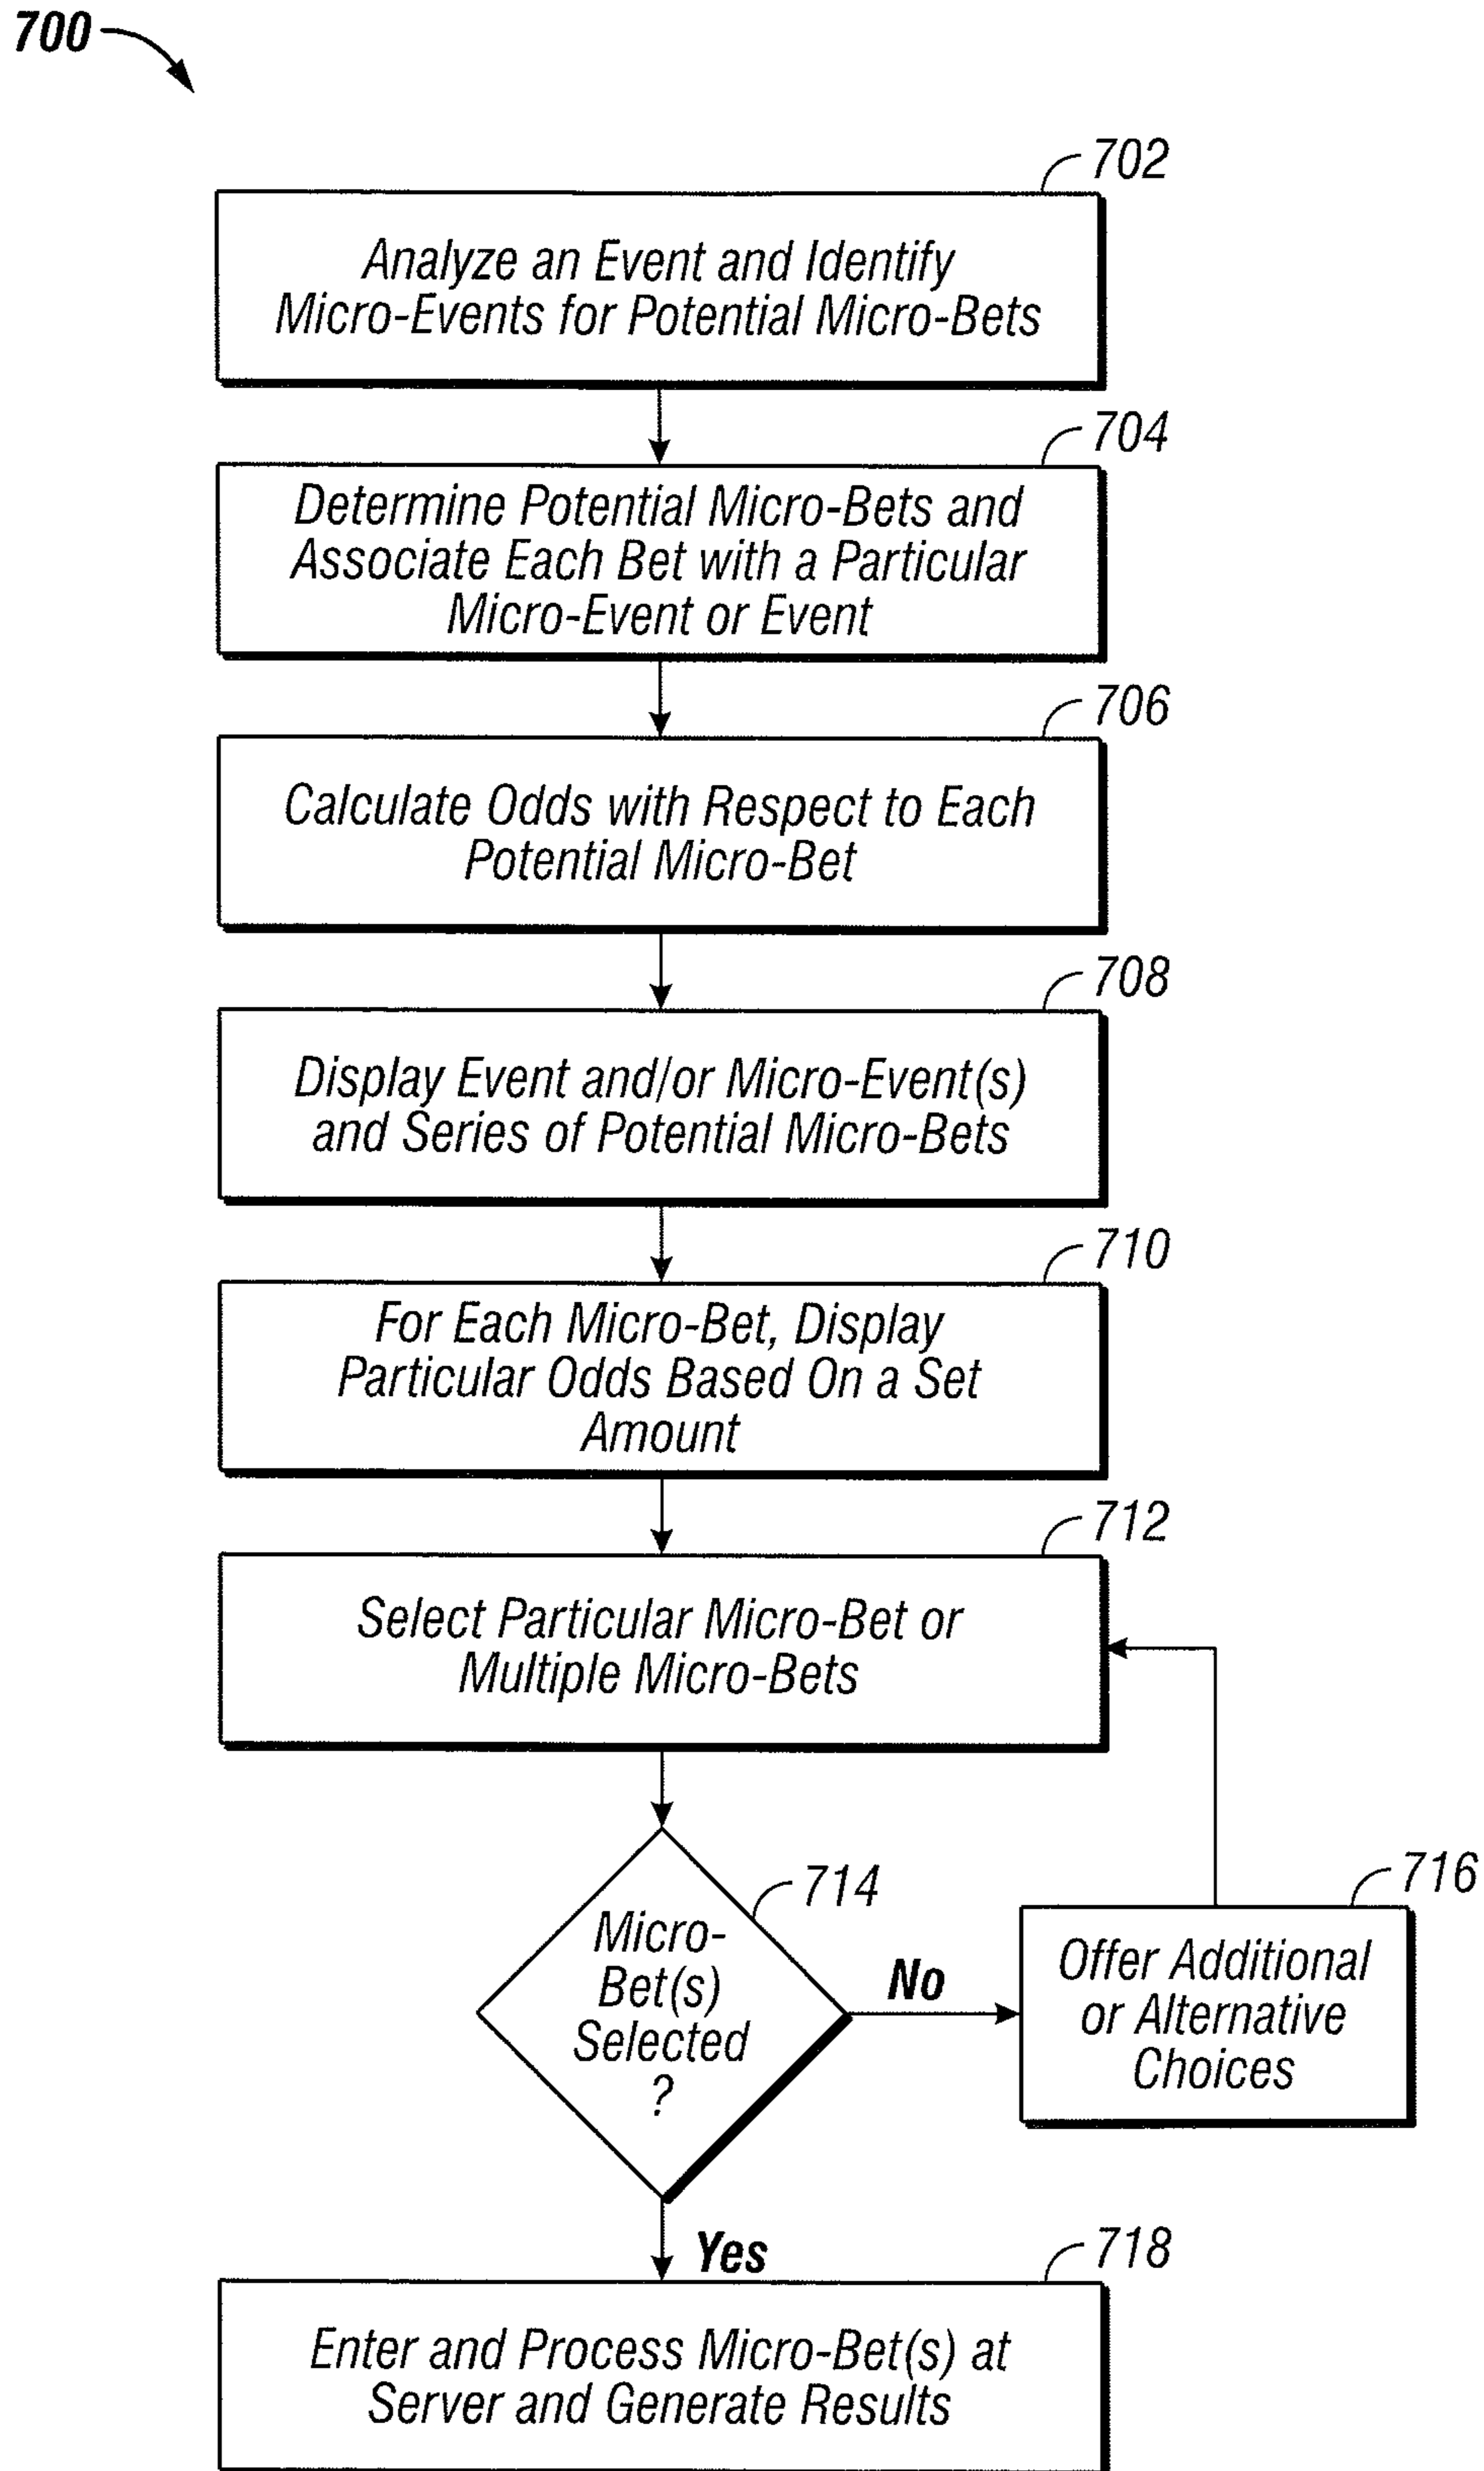 700
702
Analyze an Event and Identify
Micro-Events for Potential Micro-Bets
704
Determine Potential Micro-Bets and
Associate Each Bet with a Particular
Micro-Event or Event
706
Calculate Odds with Respect to Each
Potential Micro-Bet
708
Display Event and/or Micro-Event(s)
and Series of Potential Micro-Bets
710
For Each Micro-Bet, Display
Particular Odds Based On a Set
Amount
712
Select Particular Micro-Bet or
Multiple Micro-Bets
714
Micro-
Bet(s)
Selected
?
No
716
Offer Additional
or Alternative
Choices
Yes
718
Enter and Process Micro-Bet(s) at
Server and Generate Results